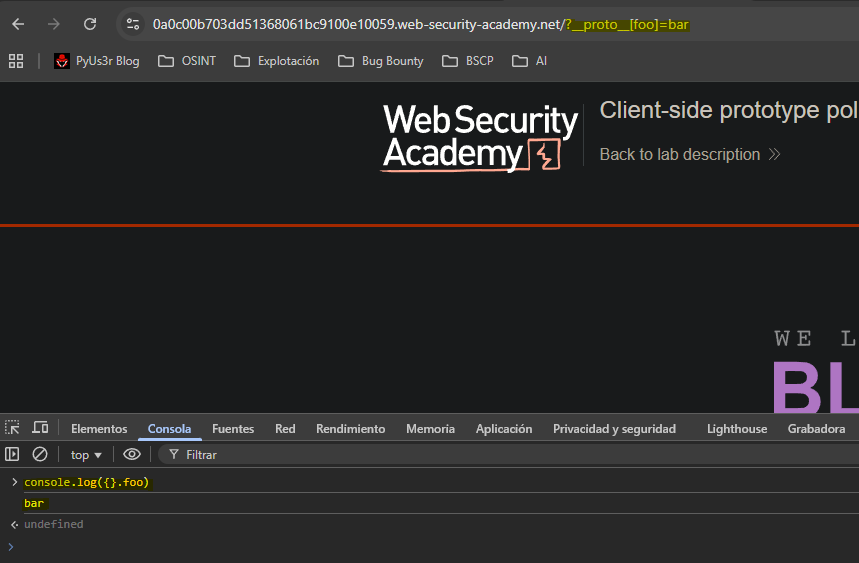 0a0c00b703dd51368061bc9100e10059.web-security-academy.net/?__proto__[foo]=bar
PyUs3r Blog OSINT Explotación Bug Bounty BSCP AI
WebSecurity
Academy
Client-side prototype pol
Back to lab description
WE L
BL
Elementos Consola Fuentes Red Rendimiento Memoria Aplicación Privacidad y seguridad Lighthouse Grabadora
top Filtrar
console.log({}.foo)
bar
undefined